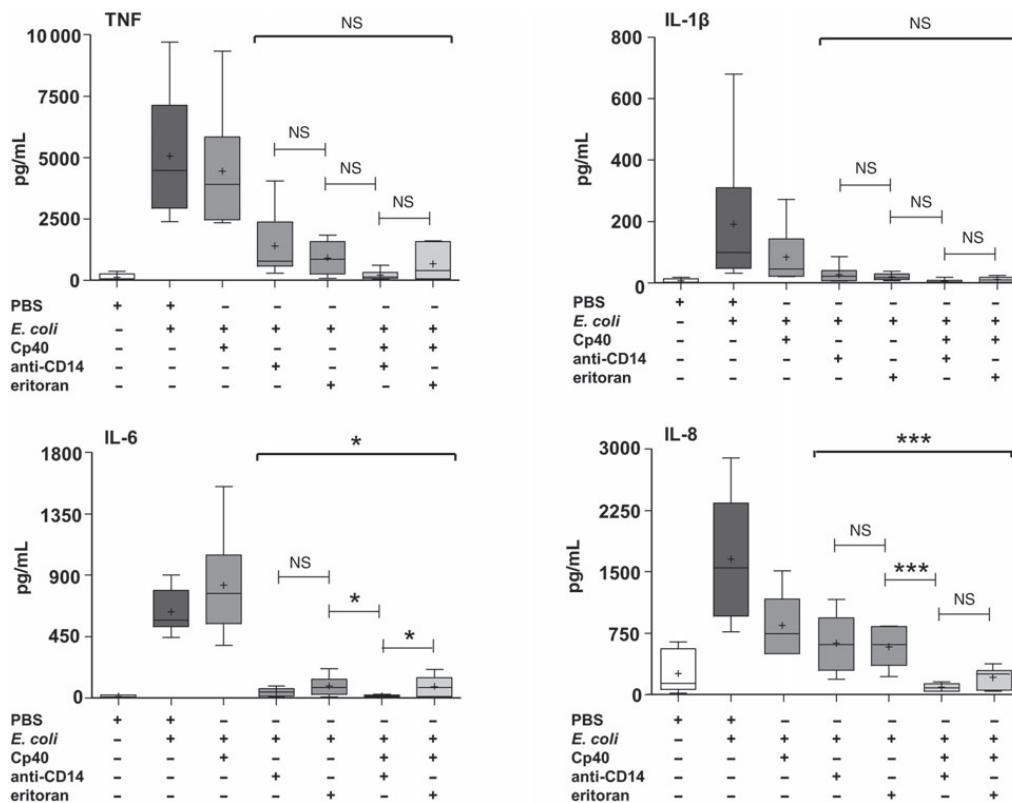 TNF
NS
10 000
7500
5000
2500
0
pg/mL
NS
NS
NS
PBS + + – – – – –
E. coli – + + + + + +
Cp40 – – + – – + +
anti-CD14 – – – + – + –
eritoran – – – – + – +
IL-1β
NS
800
600
400
200
0
pg/mL
NS
NS
NS
PBS + + – – – – –
E. coli – + + + + + +
Cp40 – – + – – + +
anti-CD14 – – – + – + –
eritoran – – – – + – +
IL-6
*
1800
1350
900
450
0
pg/mL
NS
*
*
PBS + + – – – – –
E. coli – + + + + + +
Cp40 – – + – – + +
anti-CD14 – – – + – + –
eritoran – – – – + – +
IL-8
***
3000
2250
1500
750
0
pg/mL
NS
***
NS
PBS + + – – – – –
E. coli – + + + + + +
Cp40 – – + – – + +
anti-CD14 – – – + – + –
eritoran – – – – + – +